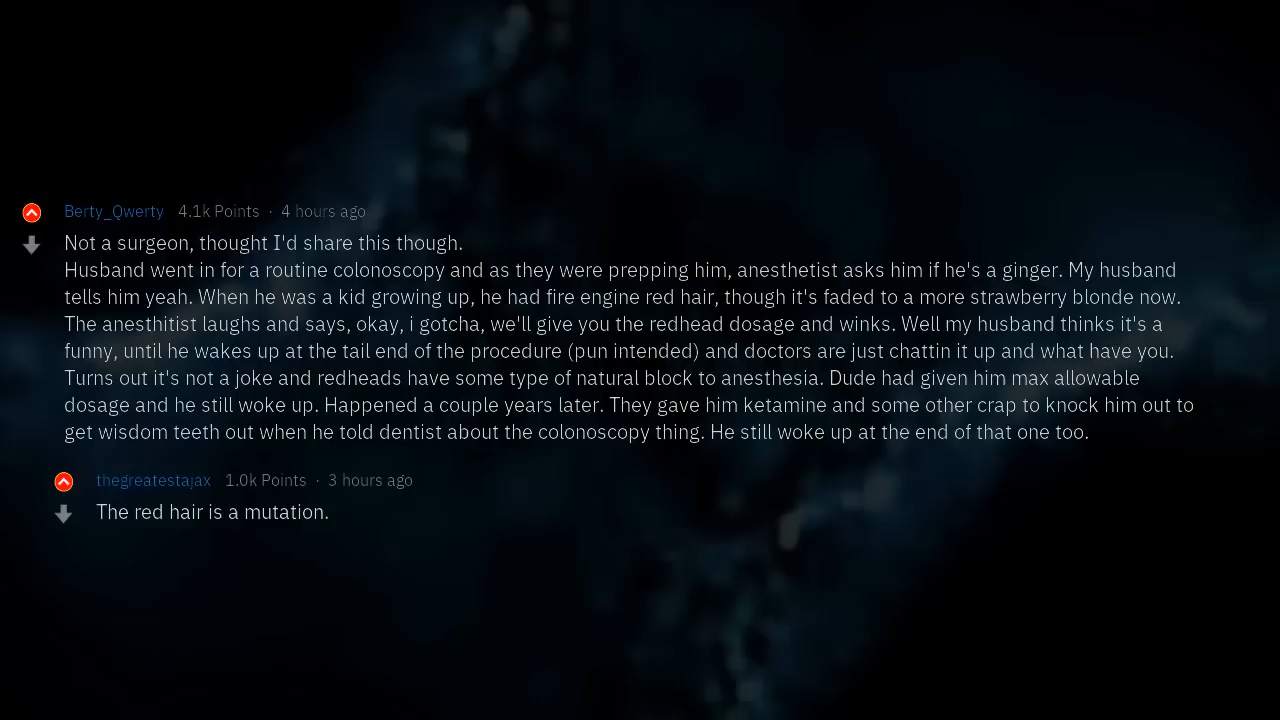 Berty_Qwerty 4.1k Points · 4 hours ago
Not a surgeon, thought I'd share this though.
Husband went in for a routine colonoscopy and as they were prepping him, anesthetist asks him if he's a ginger. My husband
tells him yeah. When he was a kid growing up, he had fire engine red hair, though it's faded to a more strawberry blonde now.
The anesthitist laughs and says, okay, i gotcha, we'll give you the redhead dosage and winks. Well my husband thinks it's a
funny, until he wakes up at the tail end of the procedure (pun intended) and doctors are just chattin it up and what have you.
Turns out it's not a joke and redheads have some type of natural block to anesthesia. Dude had given him max allowable
dosage and he still woke up. Happened a couple years later. They gave him ketamine and some other crap to knock him out to
get wisdom teeth out when he told dentist about the colonoscopy thing. He still woke up at the end of that one too.
thegreatestajax 1.0k Points · 3 hours ago
The red hair is a mutation.